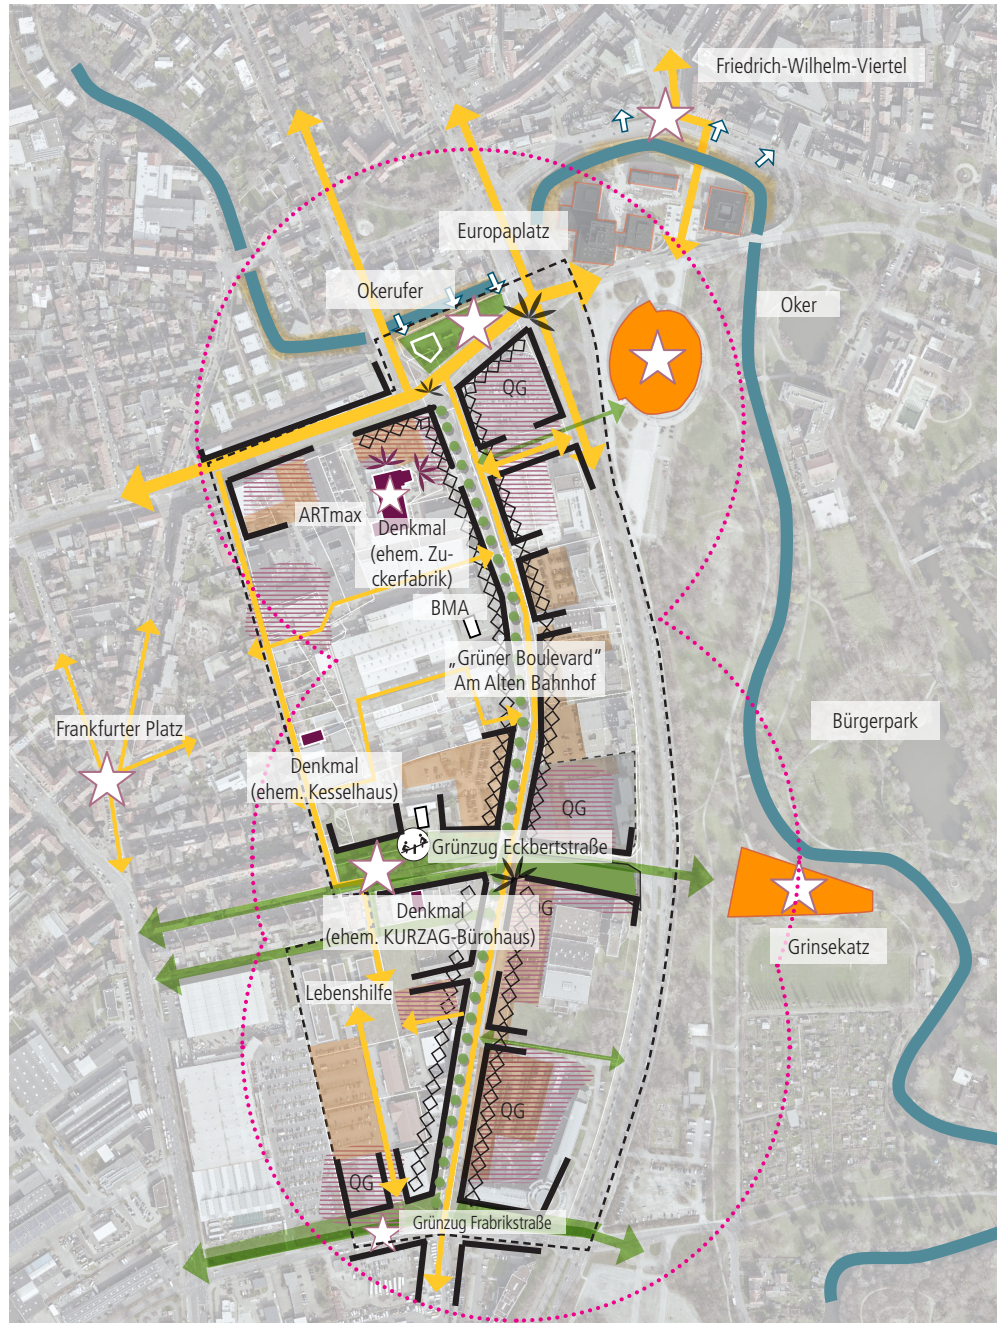 Friedrich-Wilhelm-Viertel
Europaplatz
Okerufer
Oker
QG
ARTmax
Denkmal
(ehem. Zu-
ckerfabrik)
BMA
„Grüner Boulevard“
Am Alten Bahnhof
Bürgerpark
Frankfurter Platz
Denkmal
(ehem. Kesselhaus)
QG
Grünzug Eckbertstraße
Denkmal
(ehem. KURZAG-Bürohaus)
G
Grinsekatz
Lebenshilfe
QG
QG
Grünzug Frabrikstraße